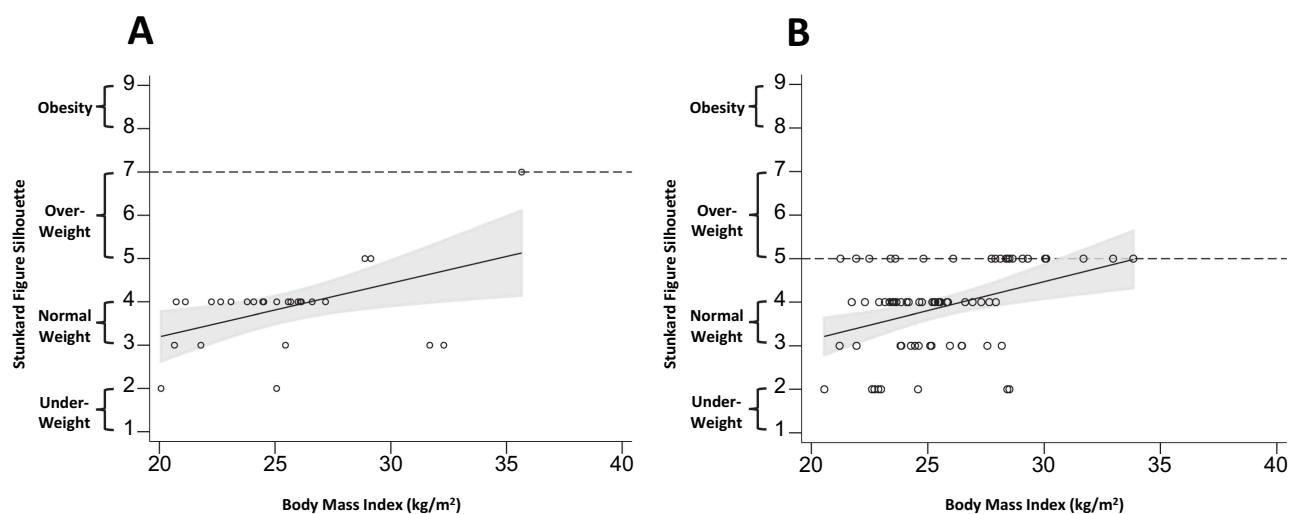 A
Stunkard Figure Silhouette
Obesity
Over-
Weight
Normal
Weight
Under-
Weight
9
8
7
6
5
4
3
2
1
20 25 30 35 40
Body Mass Index (kg/m²)
B
Stunkard Figure Silhouette
Obesity
Over-
Weight
Normal
Weight
Under-
Weight
9
8
7
6
5
4
3
2
1
20 25 30 35 40
Body Mass Index (kg/m²)